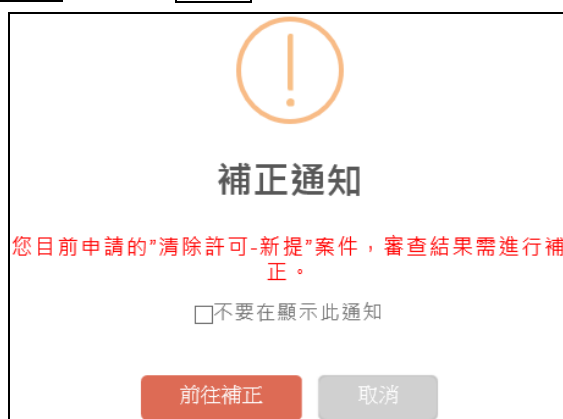 補正通知
您目前申請的"清除許可-新提"案件，審查結果需進行補
正。
不要在顯示此通知
前往補正
取消